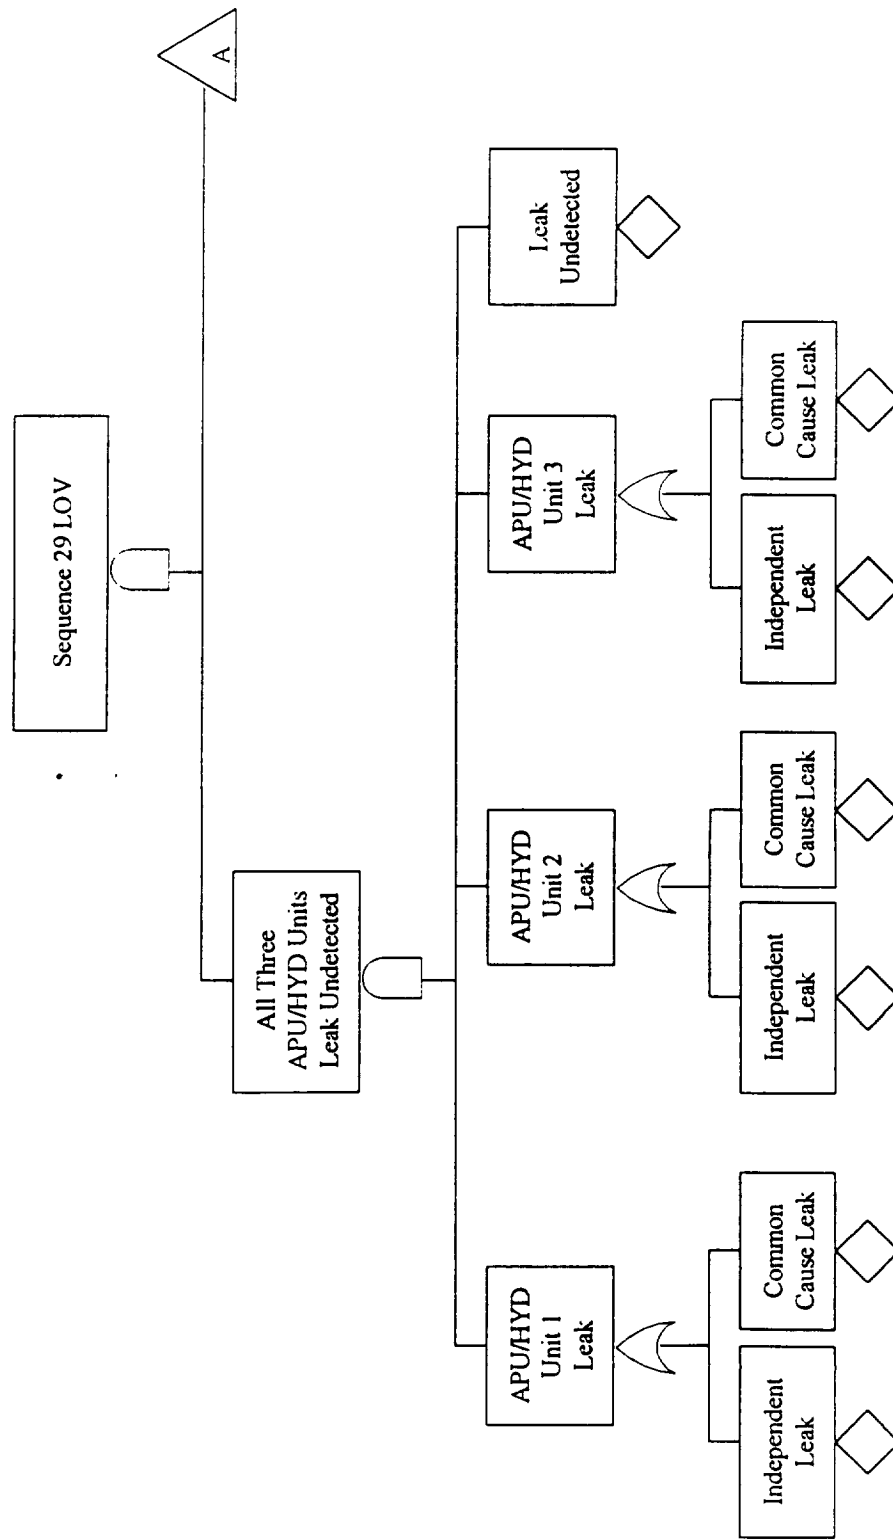 Sequence 29 LOV
A
All Three
APU/HYD Units
Leak Undetected
APU/HYD
Unit 1
Leak
APU/HYD
Unit 2
Leak
APU/HYD
Unit 3
Leak
Leak
Undetected
Independent
Leak
Common
Cause Leak
Independent
Leak
Common
Cause Leak
Independent
Leak
Common
Cause Leak